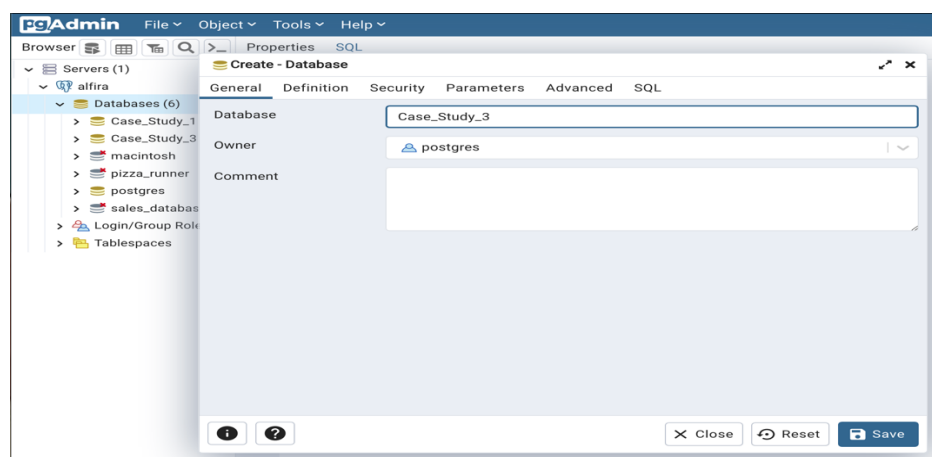 pgAdmin File Object Tools Help
Browser >_ Properties SQL
Servers (1)
alfira
Databases (6)
Case_Study_1
Case_Study_3
macintosh
pizza_runner
postgres
sales_databas
Login/Group Role
Tablespaces
Create - Database
General Definition Security Parameters Advanced SQL
Database Case_Study_3
Owner postgres
Comment
Close Reset Save